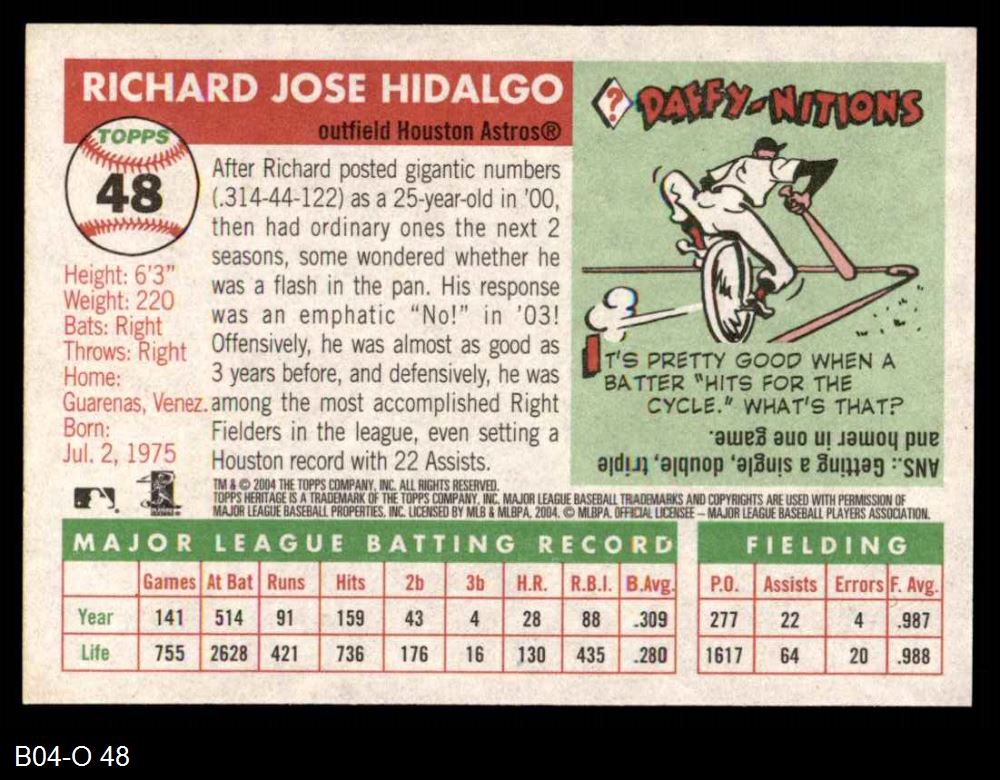 RICHARD JOSE HIDALGO
outfield Houston Astros®
TOPPS
48
Height: 6'3"
Weight: 220
Bats: Right
Throws: Right
Home:
Guarenas, Venez.
Born:
Jul. 2, 1975
After Richard posted gigantic numbers
(.314-44-122) as a 25-year-old in '00,
then had ordinary ones the next 2
seasons, some wondered whether he
was a flash in the pan. His response
was an emphatic "No!" in '03!
Offensively, he was almost as good as
3 years before, and defensively, he was
among the most accomplished Right
Fielders in the league, even setting a
Houston record with 22 Assists.
? DAFFY-NITIONS
IT'S PRETTY GOOD WHEN A
BATTER "HITS FOR THE
CYCLE." WHAT'S THAT?
ANS.: Getting a single, double, triple,
and homer in one game.
TM & © 2004 THE TOPPS COMPANY, INC. ALL RIGHTS RESERVED.
TOPPS HERITAGE IS A TRADEMARK OF THE TOPPS COMPANY, INC. MAJOR LEAGUE BASEBALL TRADEMARKS AND COPYRIGHTS ARE USED WITH PERMISSION OF
MAJOR LEAGUE BASEBALL PROPERTIES, INC. LICENSED BY MLB & MLBPA, 2004. © MLBPA. OFFICIAL LICENSEE – MAJOR LEAGUE BASEBALL PLAYERS ASSOCIATION.
MAJOR LEAGUE BATTING RECORD FIELDING
Games At Bat Runs Hits 2b 3b H.R. R.B.I. B.Avg. P.O. Assists Errors F. Avg.
Year 141 514 91 159 43 4 28 88 .309 277 22 4 .987
Life 755 2628 421 736 176 16 130 435 .280 1617 64 20 .988
B04-O 48